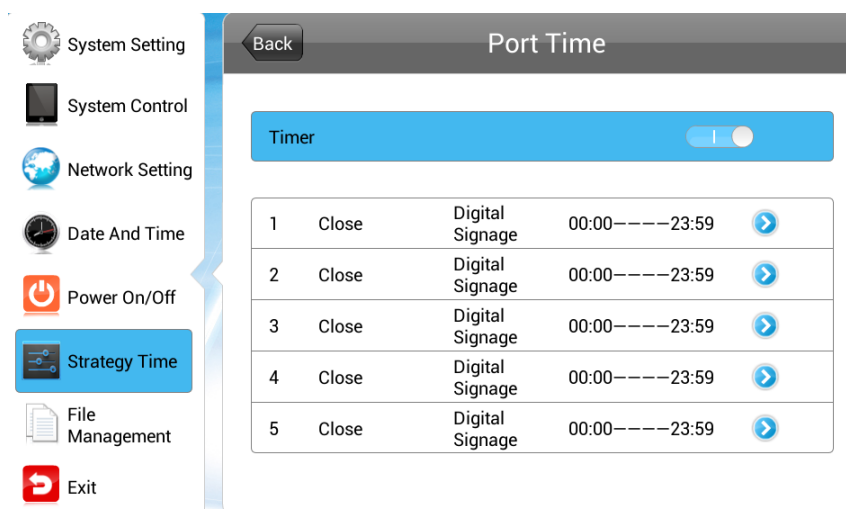 System Setting
System Control
Network Setting
Date And Time
Power On/Off
Strategy Time
File
Management
Exit
Back
Port Time
Timer
1 Close Digital Signage 00:00————23:59
2 Close Digital Signage 00:00————23:59
3 Close Digital Signage 00:00————23:59
4 Close Digital Signage 00:00————23:59
5 Close Digital Signage 00:00————23:59